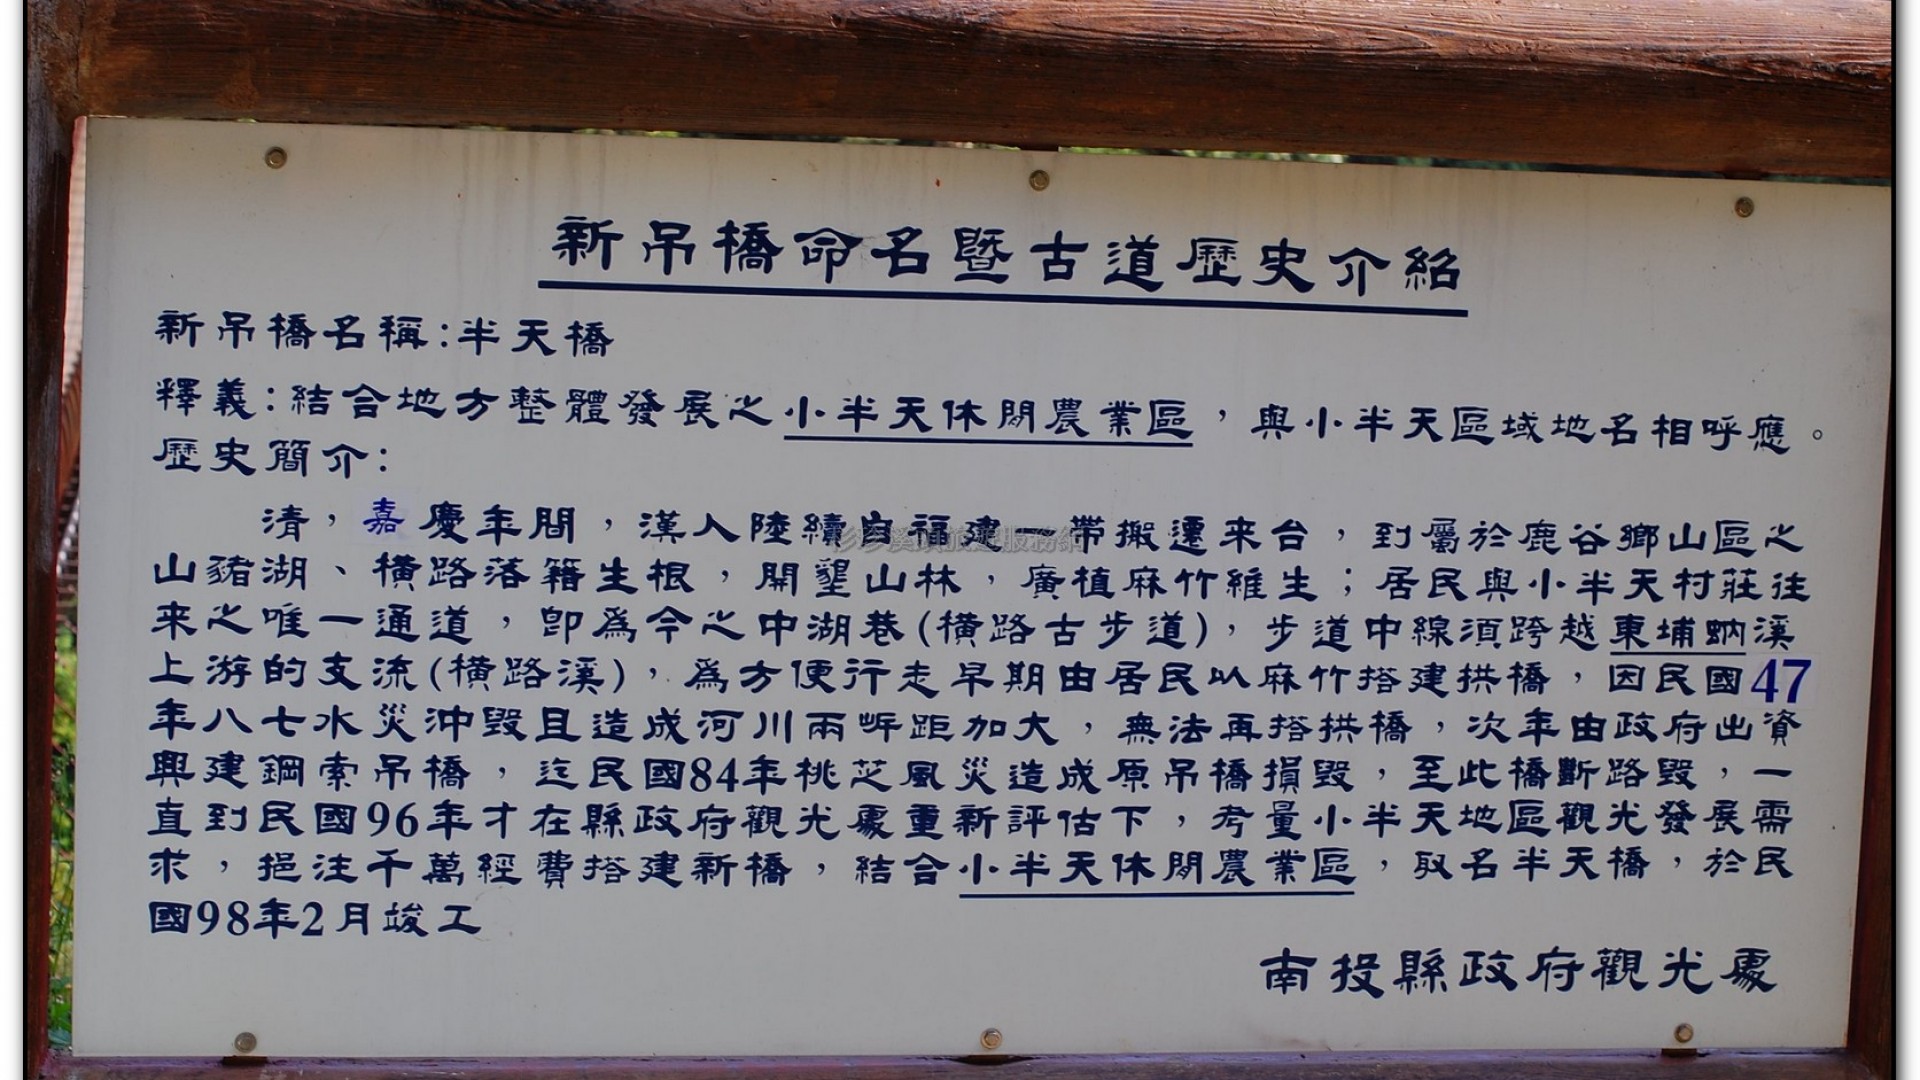 新吊橋命名暨古道歷史介紹
新吊橋名稱:半天橋
釋義:結合地方整體發展之小半天休閒農業區，與小半天區域地名相呼應。
歷史簡介:
清，嘉慶年間，漢人陸續自福建一帶搬遷来台，到屬於鹿谷鄉山區之
山豬湖、橫路落籍生根，開墾山林，廣植麻竹維生；居民與小半天村莊往
来之唯一通道，卽為今之中湖巷(橫路古步道)，步道中線須跨越東埔蚋溪
上游的支流(橫路溪)，為方便行走早期由居民以麻竹搭建拱橋，因民國47
年八七水災沖毀且造成河川兩岸距加大，無法再搭拱橋，次年由政府出資
興建鋼索吊橋，迄民國84年桃芝風災造成原吊橋損毀，至此橋斷路毀，一
直到民國96年才在縣政府觀光處重新評估下，考量小半天地區觀光發展需
求，挹注千萬經費搭建新橋，結合小半天休閒農業區，取名半天橋，於民
國98年2月竣工
南投縣政府觀光處